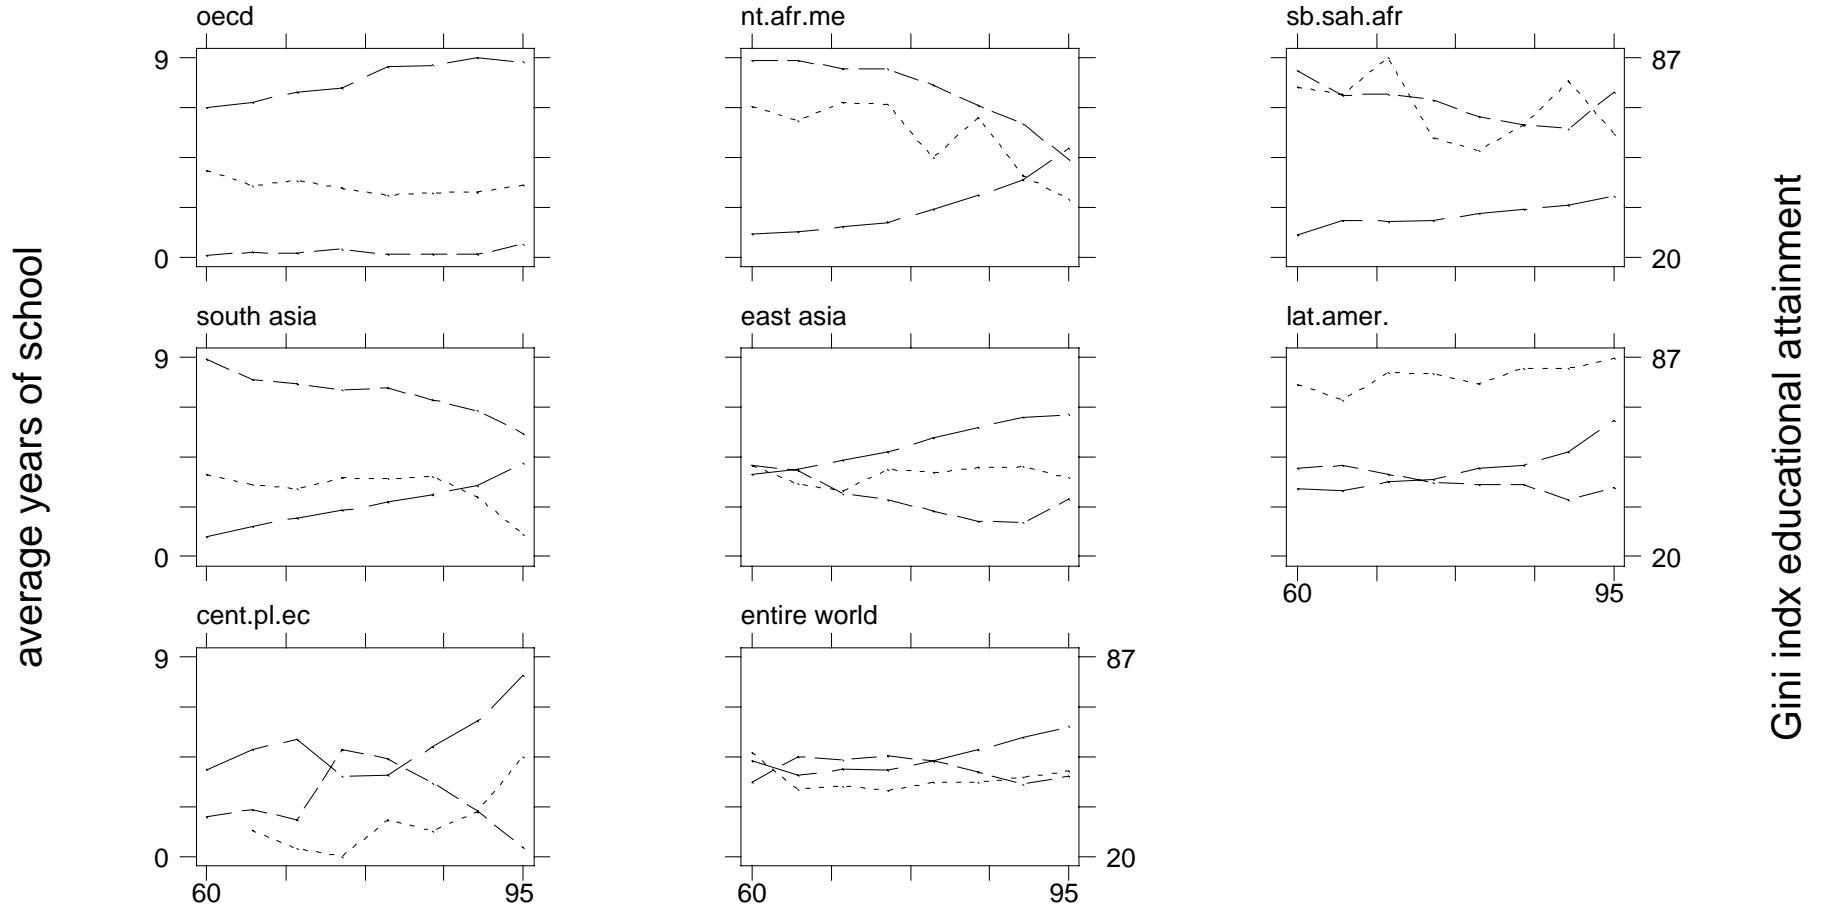 oecd
nt.afr.me
sb.sah.afr
9
0
87
20
south asia
east asia
lat.amer.
9
0
87
20
60
95
cent.pl.ec
entire world
9
0
87
20
60
95
60
95
average years of school
Gini indx educational attainment